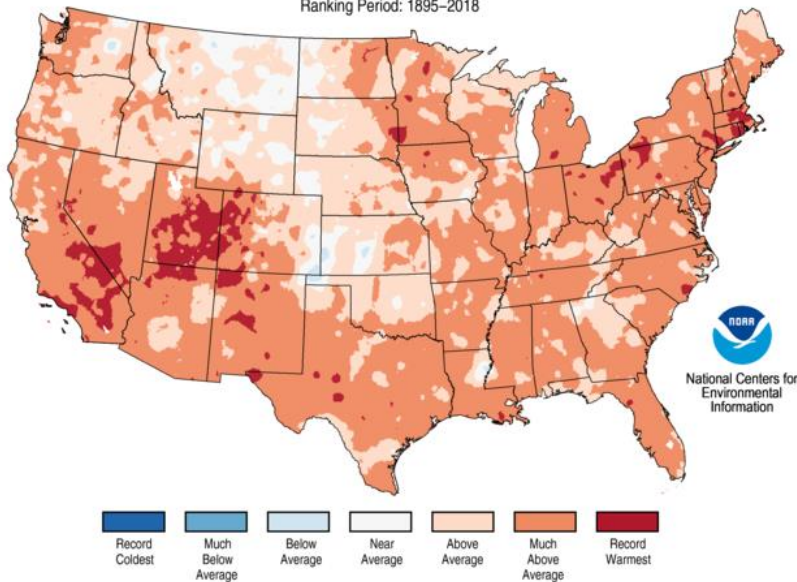 Ranking Period: 1895–2018
NOAA
National Centers for
Environmental
Information
Record
Coldest
Much
Below
Average
Below
Average
Near
Average
Above
Average
Much
Above
Average
Record
Warmest